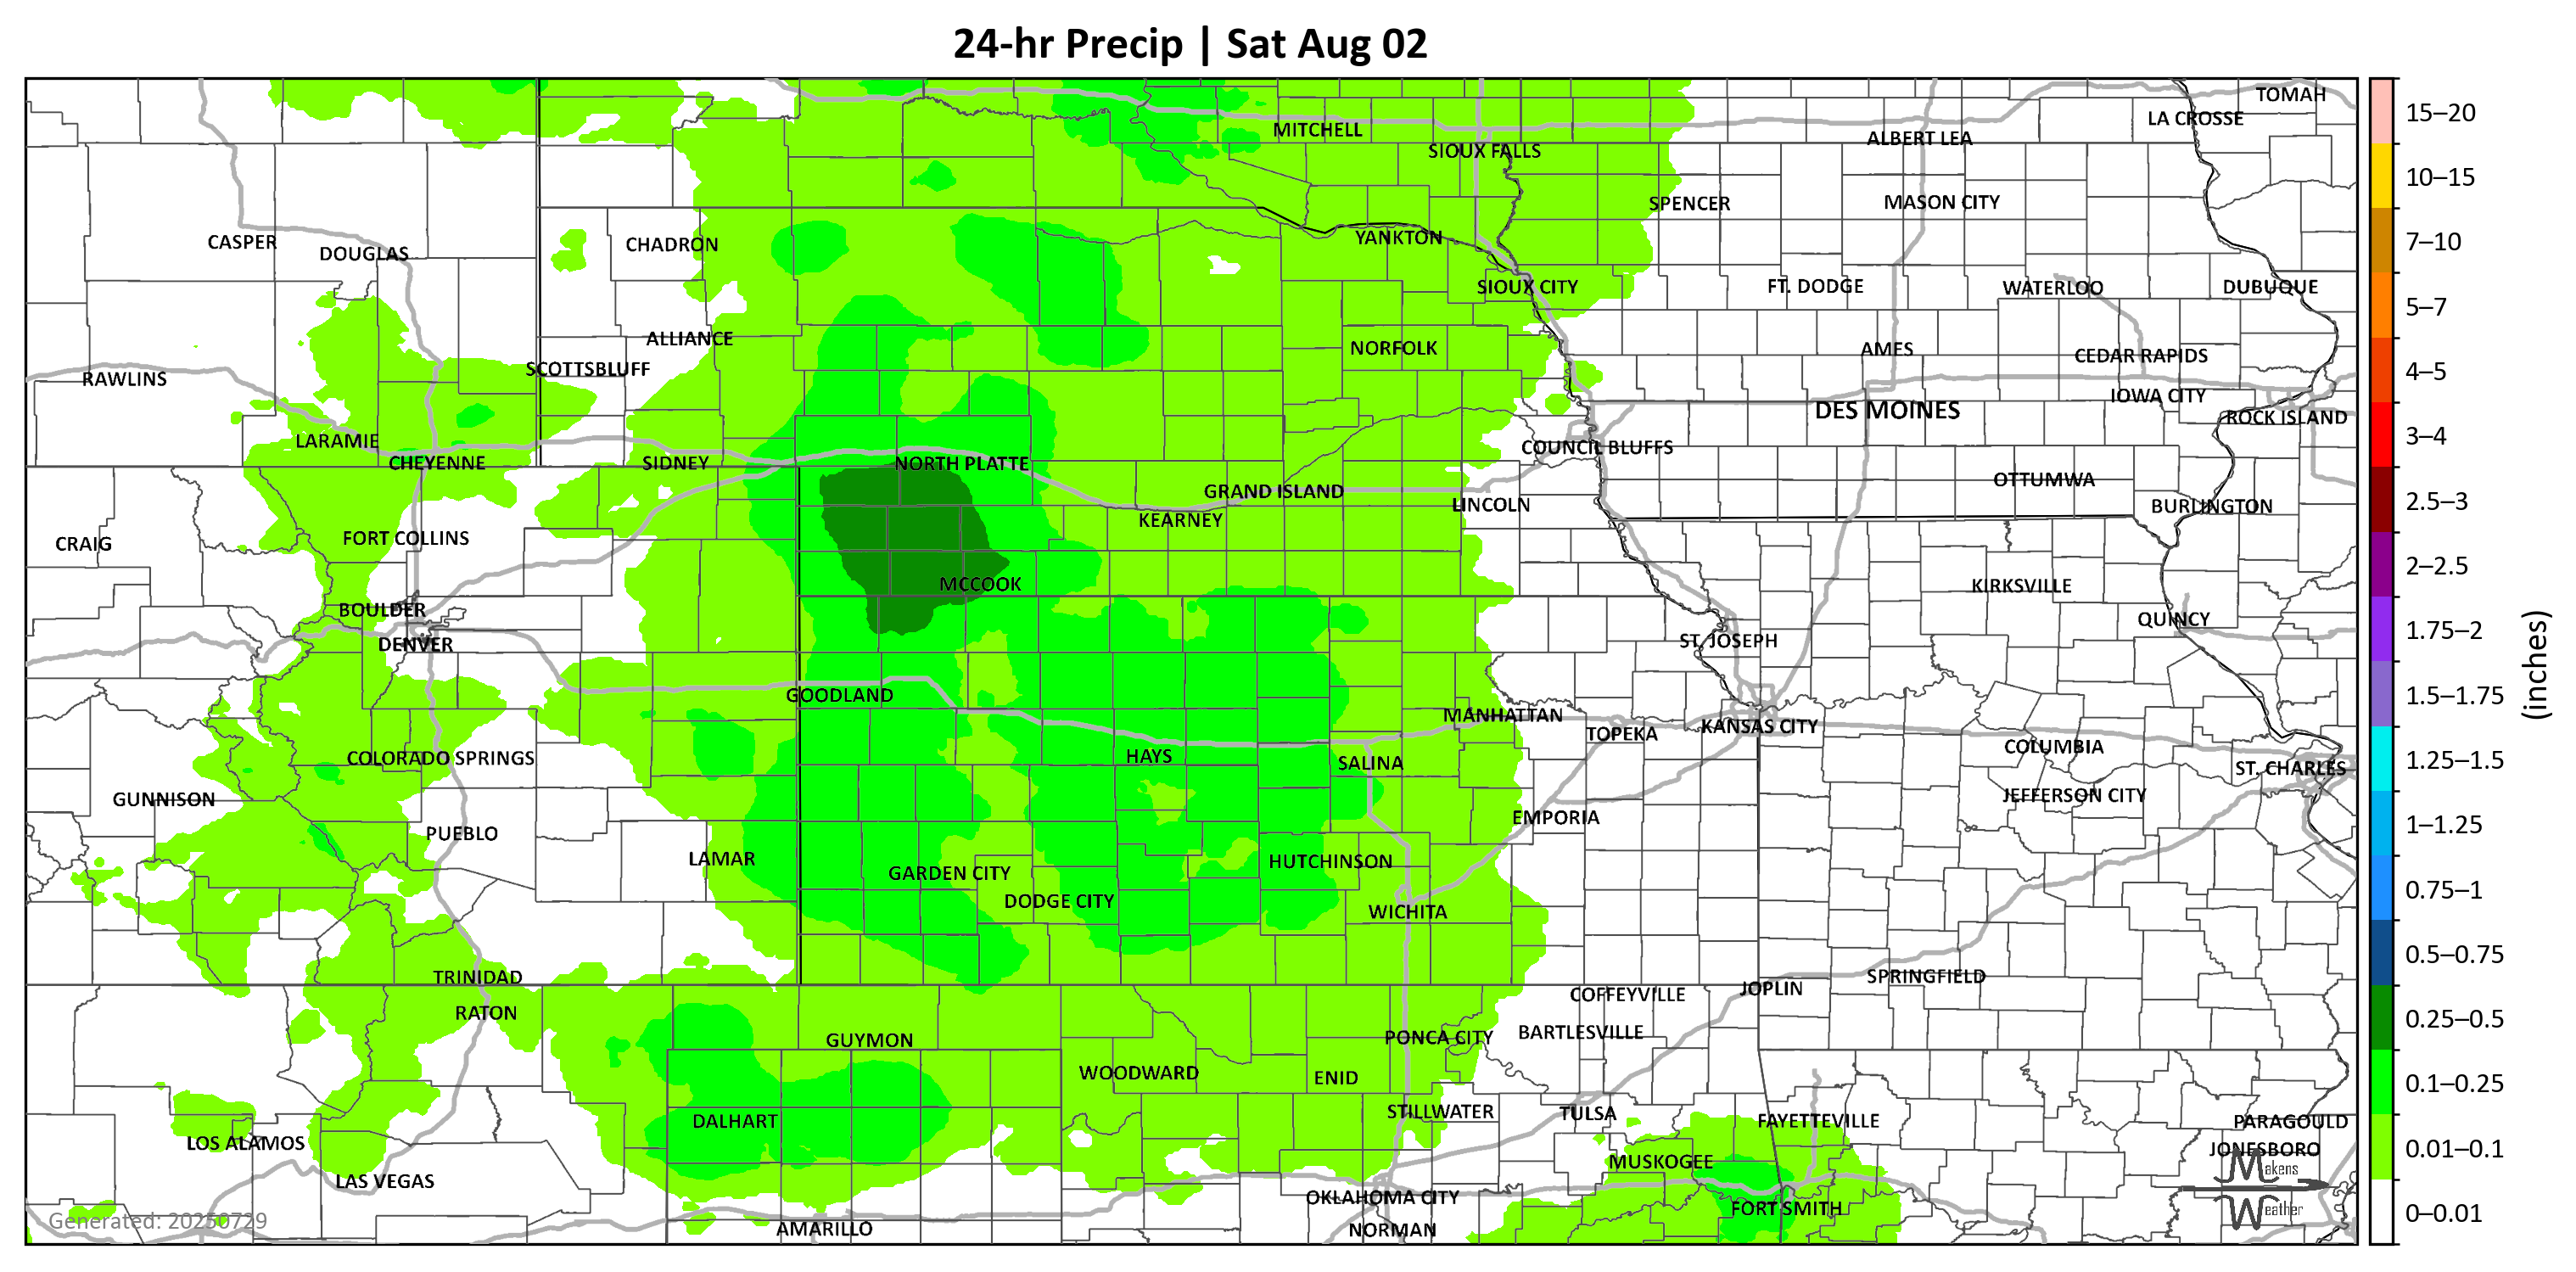 24-hr Precip | Sat Aug 02
TOMAH
LA CROSSE
MITCHELL
ALBERT LEA
SIOUX FALLS
SPENCER
MASON CITY
YANKTON
CASPER
CHADRON
DOUGLAS
SIOUX CITY
FT. DODGE
WATERLOO
DUBUQUE
ALLIANCE
NORFOLK
AMES
CEDAR RAPIDS
SCOTTSBLUFF
RAWLINS
IOWA CITY
DES MOINES
ROCK ISLAND
LARAMIE
COUNCIL BLUFFS
CHEYENNE
SIDNEY
NORTH PLATTE
OTTUMWA
GRAND ISLAND
LINCOLN
BURLINGTON
KEARNEY
FORT COLLINS
CRAIG
MCCOOK
KIRKSVILLE
BOULDER
QUINCY
DENVER
ST. JOSEPH
GOODLAND
MANHATTAN
TOPEKA
KANSAS CITY
COLUMBIA
COLORADO SPRINGS
HAYS
SALINA
ST. CHARLES
GUNNISON
JEFFERSON CITY
EMPORIA
PUEBLO
LAMAR
HUTCHINSON
GARDEN CITY
DODGE CITY
WICHITA
TRINIDAD
SPRINGFIELD
JOPLIN
COFFEYVILLE
RATON
BARTLESVILLE
GUYMON
PONCA CITY
WOODWARD
ENID
STILLWATER
TULSA
DALHART
FAYETTEVILLE
PARAGOULD
LOS ALAMOS
JONESBORO
MUSKOGEE
LAS VEGAS
OKLAHOMA CITY
FORT SMITH
AMARILLO
NORMAN
Makens
Weather
Generated: 20250729
15–20
10–15
7–10
5–7
4–5
3–4
2.5–3
2–2.5
1.75–2
1.5–1.75
1.25–1.5
1–1.25
0.75–1
0.5–0.75
0.25–0.5
0.1–0.25
0.01–0.1
0–0.01
(inches)